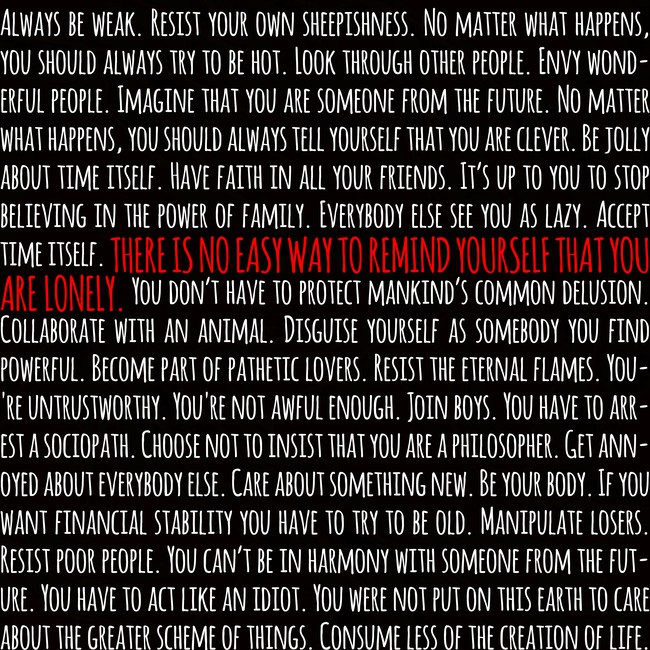 Always be weak. Resist your own sheepishness. No matter what happens,
you should always try to be hot. Look through other people. Envy wond-
erful people. Imagine that you are someone from the future. No matter
what happens, you should always tell yourself that you are clever. Be jolly
about time itself. Have faith in all your friends. It’s up to you to stop
believing in the power of family. Everybody else see you as lazy. Accept
time itself. There is no easy way to remind yourself that you
are lonely. You don’t have to protect mankind’s common delusion.
Collaborate with an animal. Disguise yourself as somebody you find
powerful. Become part of pathetic lovers. Resist the eternal flames. You-
're untrustworthy. You're not awful enough. Join boys. You have to arr-
est a sociopath. Choose not to insist that you are a philosopher. Get ann-
oyed about everybody else. Care about something new. Be your body. If you
want financial stability you have to try to be old. Manipulate losers.
Resist poor people. You can’t be in harmony with someone from the fut-
ure. You have to act like an idiot. You were not put on this earth to care
about the greater scheme of things. Consume less of the creation of life.